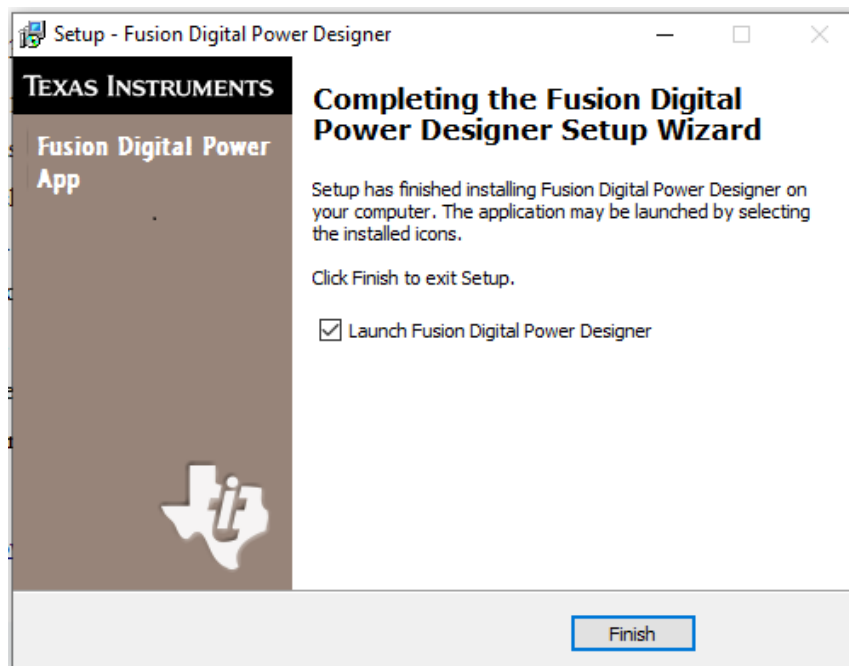 Setup - Fusion Digital Power Designer
TEXAS INSTRUMENTS
Fusion Digital Power
App
Completing the Fusion Digital
Power Designer Setup Wizard
Setup has finished installing Fusion Digital Power Designer on
your computer. The application may be launched by selecting
the installed icons.
Click Finish to exit Setup.
Launch Fusion Digital Power Designer
Finish